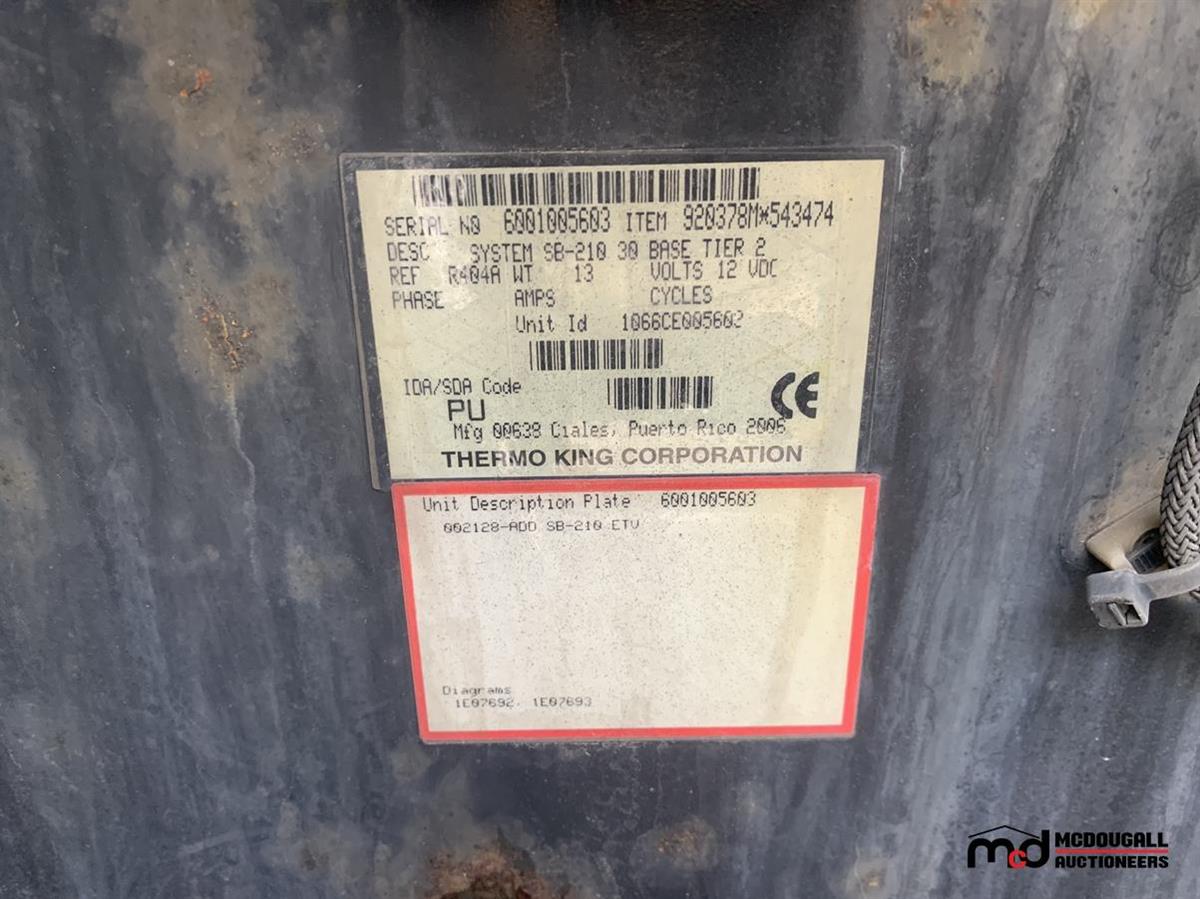 SERIAL NO 6001005603 ITEM 920378M*543474
DESC SYSTEM SB-210 30 BASE TIER 2
REF R404A WT 13 VOLTS 12 VDC
PHASE AMPS CYCLES
Unit Id 1066CE005602
IDA/SDA Code
PU
CE
Mfg 00638 Ciales, Puerto Rico 2006
THERMO KING CORPORATION
Unit Description Plate 6001005603
002128-ADD SB-210 ETV
Diagrams
1E07692, 1E07693
mcd MCDOUGALL
AUCTIONEERS